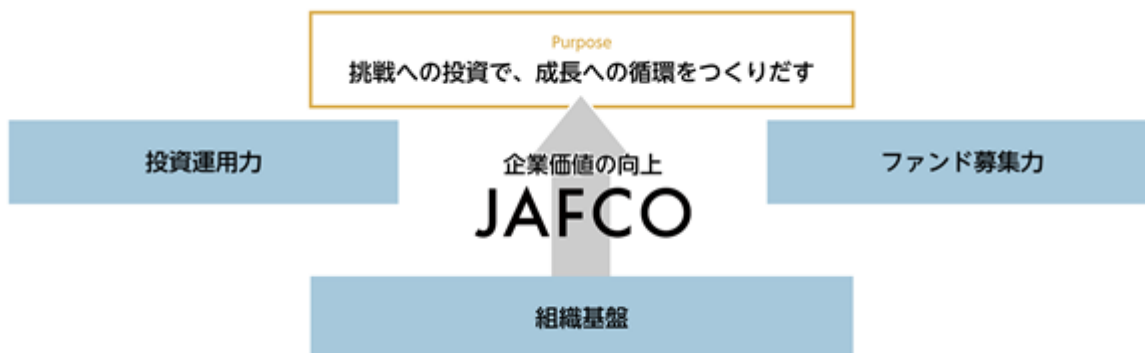 Purpose
挑戦への投資で、成長への循環をつくりだす
投資運用力
企業価値の向上
ファンド募集力
JAFCO
組織基盤